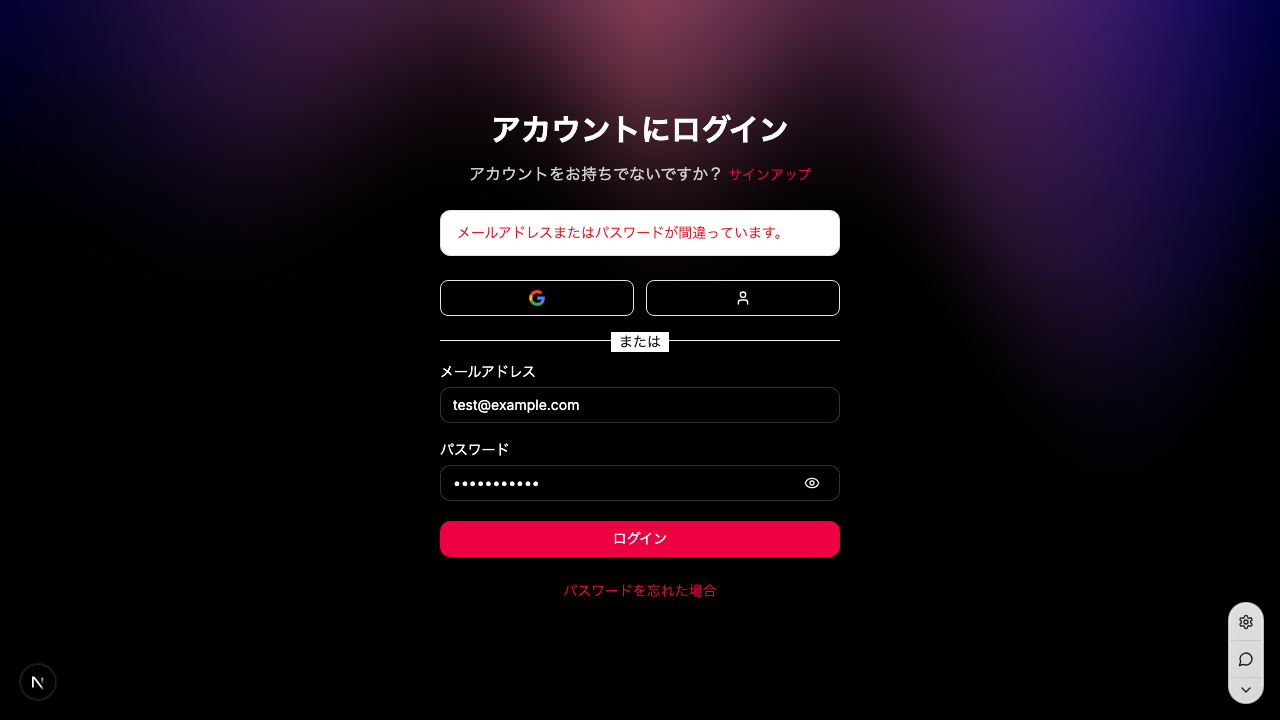 アカウントにログイン
アカウントをお持ちでないですか？ サインアップ
メールアドレスまたはパスワードが間違っています。
または
メールアドレス
test@example.com
パスワード
•••••••••••
ログイン
パスワードを忘れた場合
N